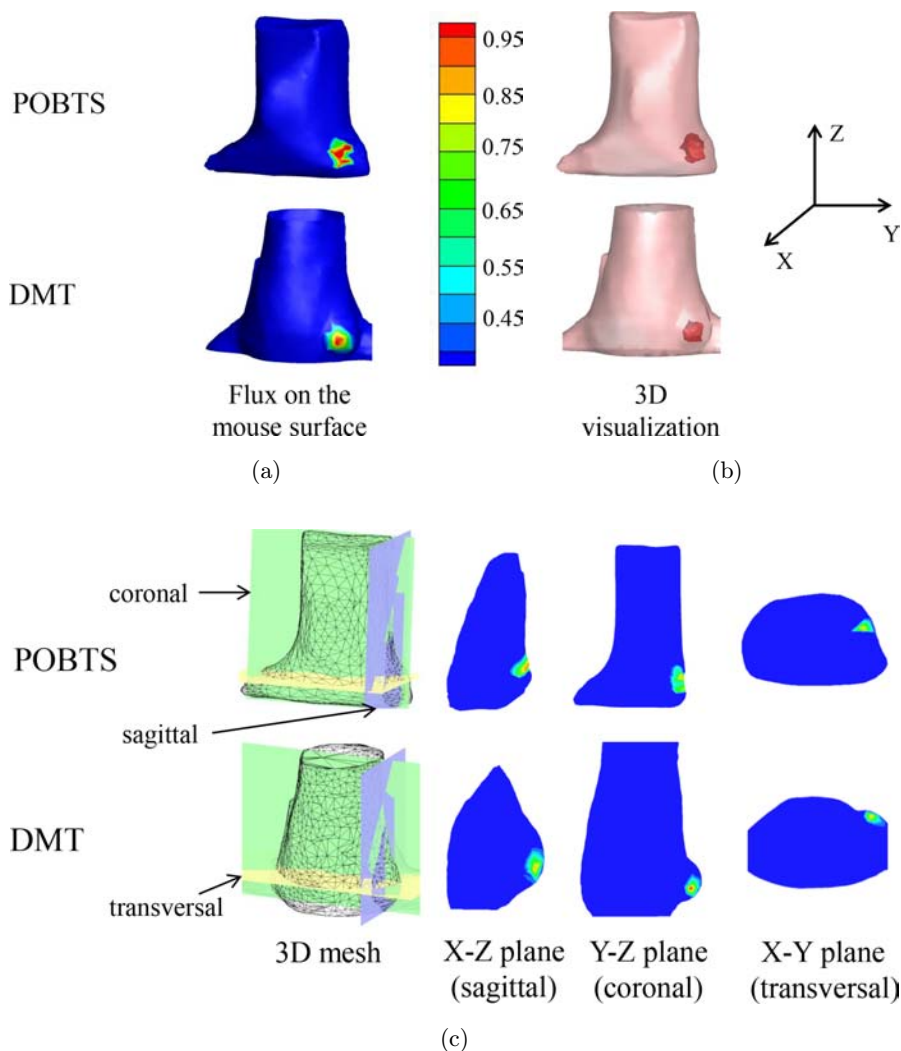 POBTS
DMT
0.95
0.85
0.75
0.65
0.55
0.45
Z
Y
X
Flux on the
mouse surface
3D
visualization
(a)
(b)
coronal
POBTS
sagittal
DMT
transversal
3D mesh
X-Z plane
(sagittal)
Y-Z plane
(coronal)
X-Y plane
(transversal)
(c)